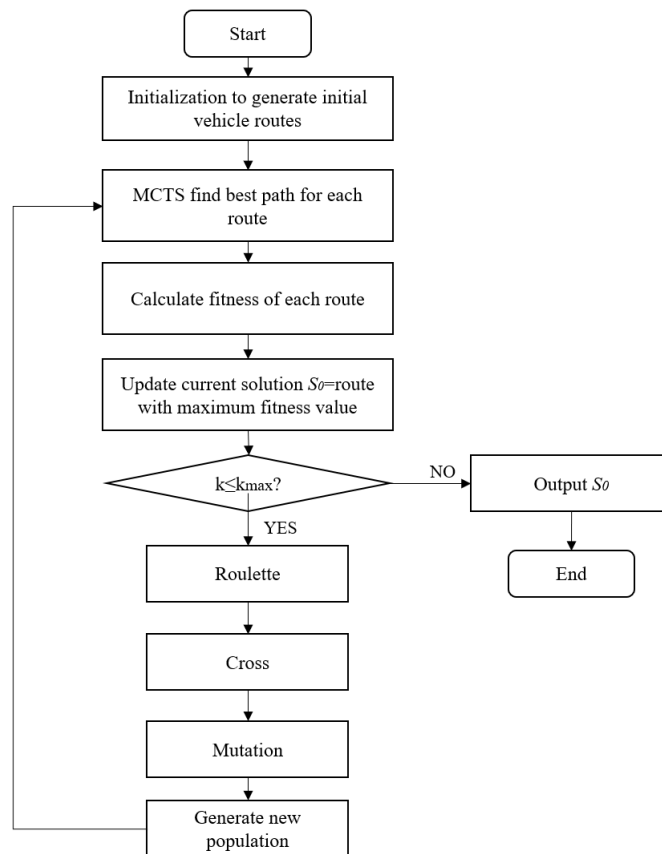 Start
Initialization to generate initial
vehicle routes
MCTS find best path for each
route
Calculate fitness of each route
Update current solution S₀=route
with maximum fitness value
k≤kmax?
NO
Output S₀
YES
End
Roulette
Cross
Mutation
Generate new
population